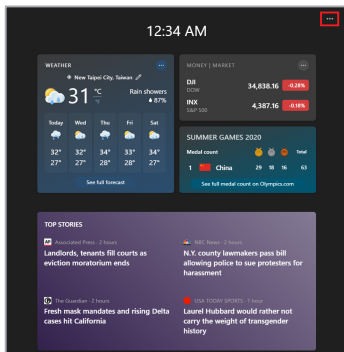 12:34 AM
WEATHER
New Taipei City, Taiwan
31 °C
°F
Rain showers
87%
Today Wed Thu Fri Sat
32° 32° 34° 33° 34°
27° 27° 28° 28° 27°
See full forecast
MONEY | MARKET
DJI
DOW
34,838.16 -0.28%
INX
S&P 500
4,387.16 -0.18%
SUMMER GAMES 2020
Medal count Total
1 China 29 18 16 63
See full medal count on Olympics.com
TOP STORIES
AP Associated Press · 2 hours
Landlords, tenants fill courts as
eviction moratorium ends
NBC News · 2 hours
N.Y. county lawmakers pass bill
allowing police to sue protesters for
harassment
The Guardian · 2 hours
Fresh mask mandates and rising Delta
cases hit California
USA TODAY SPORTS · 1 hour
Laurel Hubbard would rather not
carry the weight of transgender
history